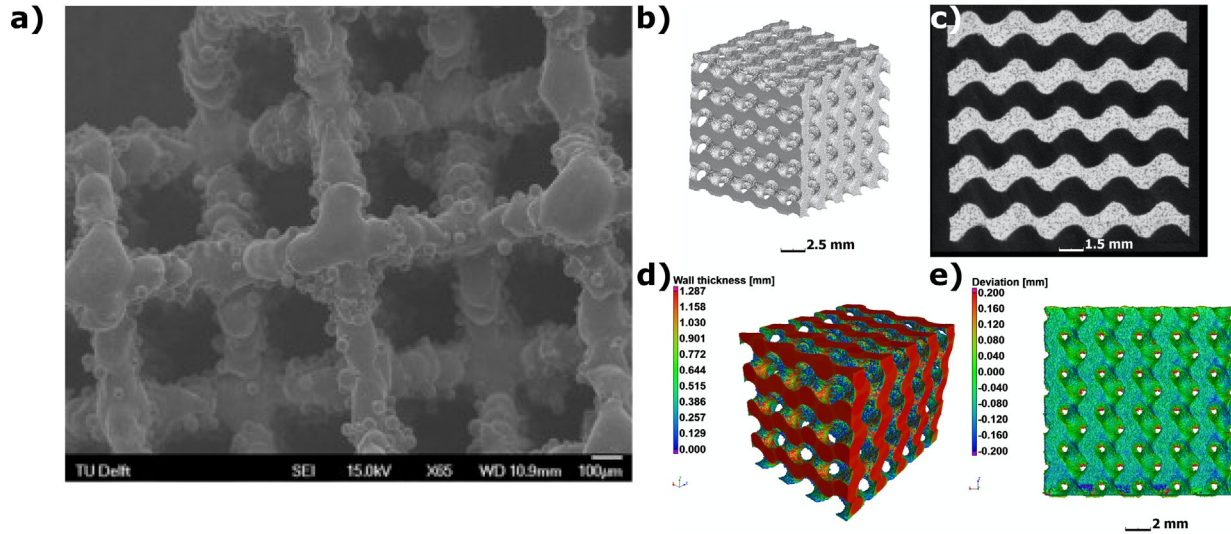 a)
TU Delft SEI 15.0kV X65 WD 10.9mm 100µm
b)
2.5 mm
c)
1.5 mm
d)
Wall thickness [mm]
1.287
1.158
1.030
0.901
0.772
0.644
0.515
0.386
0.257
0.129
0.000
e)
Deviation [mm]
0.200
0.160
0.120
0.080
0.040
0.000
-0.040
-0.080
-0.120
-0.160
-0.200
2 mm